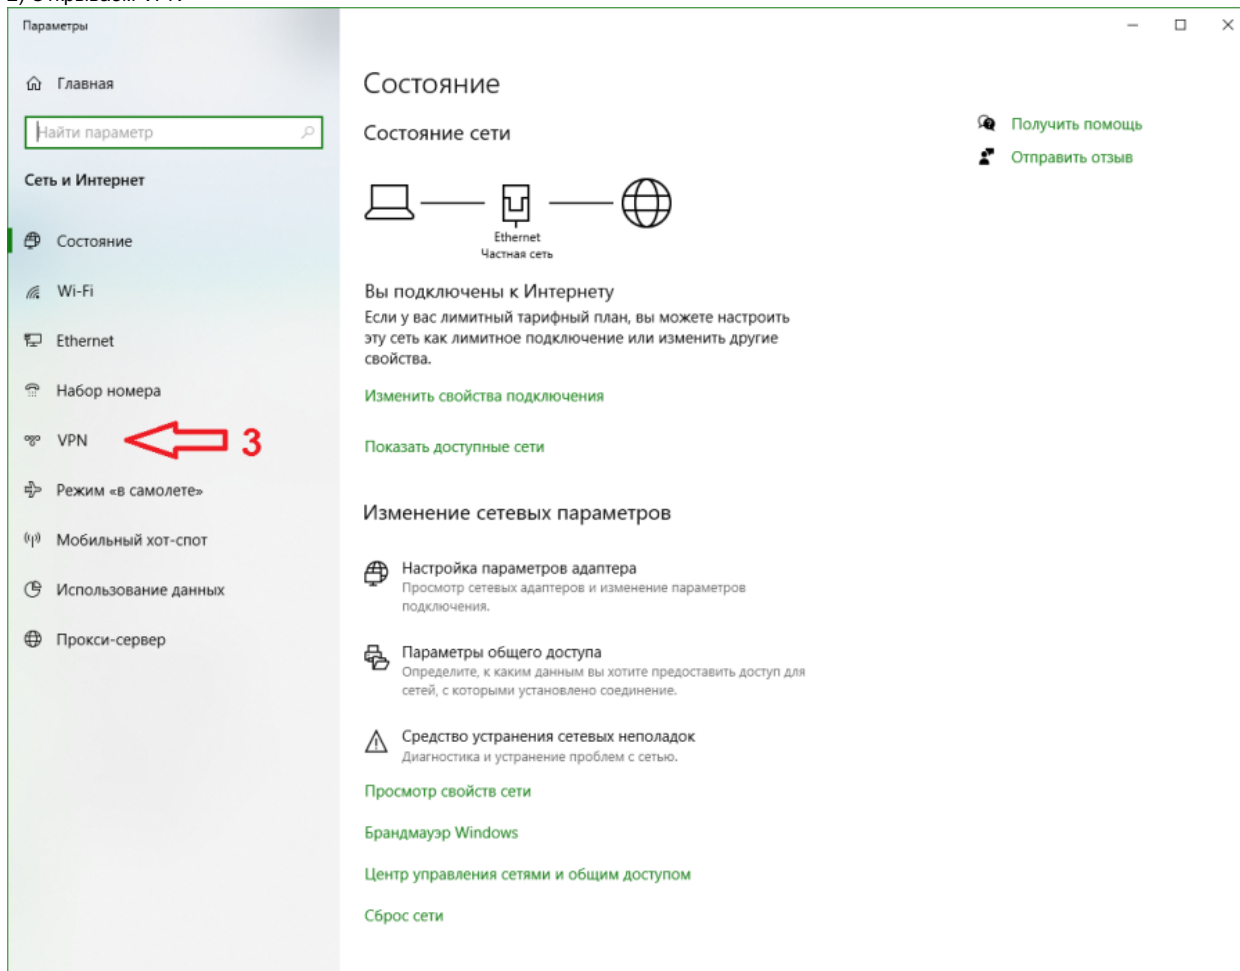 Параметры
Главная
Найти параметр
Сеть и Интернет
Состояние
Wi-Fi
Ethernet
Набор номера
VPN
3
Режим «в самолете»
Мобильный хот-спот
Использование данных
Прокси-сервер
Состояние
Состояние сети
Ethernet
Частная сеть
Вы подключены к Интернету
Если у вас лимитный тарифный план, вы можете настроить
эту сеть как лимитное подключение или изменить другие
свойства.
Изменить свойства подключения
Показать доступные сети
Изменение сетевых параметров
Настройка параметров адаптера
Просмотр сетевых адаптеров и изменение параметров
подключения.
Параметры общего доступа
Определите, к каким данным вы хотите предоставить доступ для
сетей, с которыми установлено соединение.
Средство устранения сетевых неполадок
Диагностика и устранение проблем с сетью.
Просмотр свойств сети
Брандмауэр Windows
Центр управления сетями и общим доступом
Сброс сети
Получить помощь
Отправить отзыв